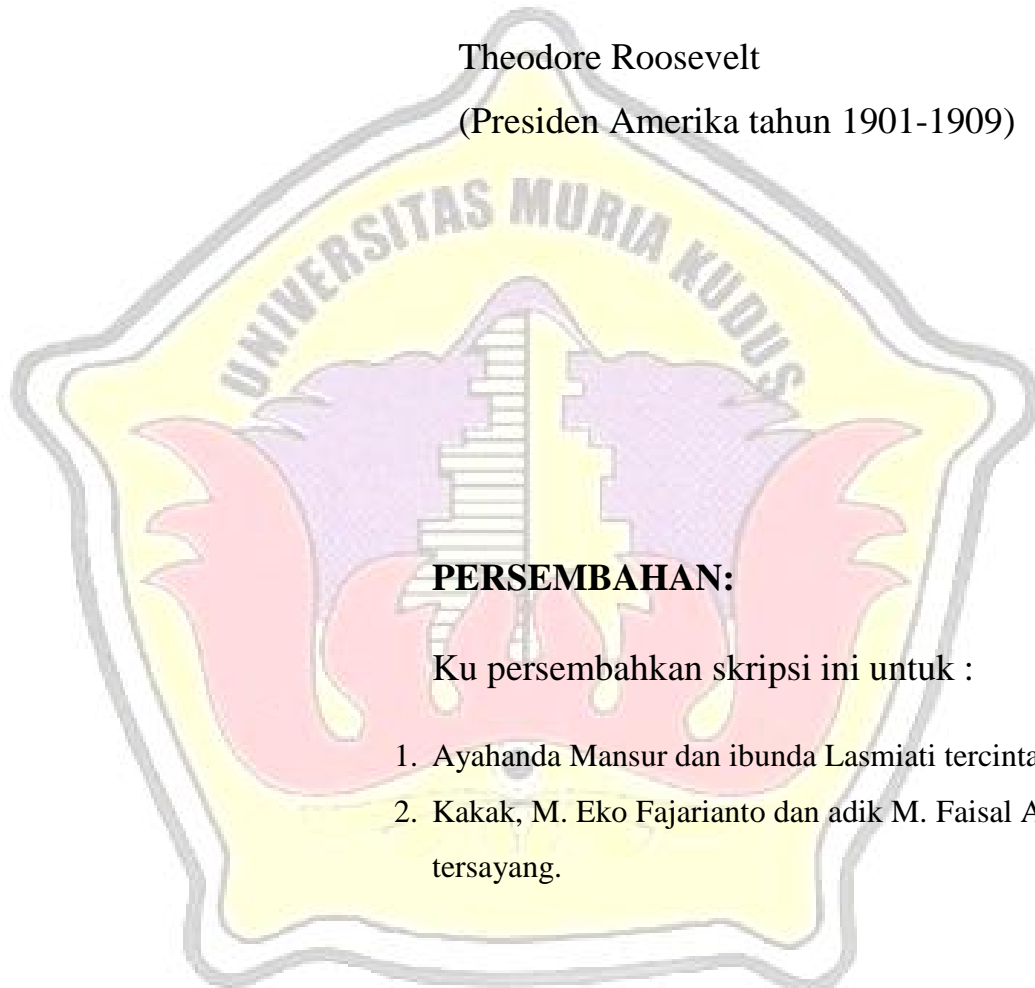 Theodore Roosevelt
(Presiden Amerika tahun 1901-1909)
UNIVERSITAS MURIA KUDUS
PERSEMBAHAN:
Ku persembahkan skripsi ini untuk :
1. Ayahanda Mansur dan ibunda Lasmiati tercinta
2. Kakak, M. Eko Fajarianto dan adik M. Faisal
tersayang.